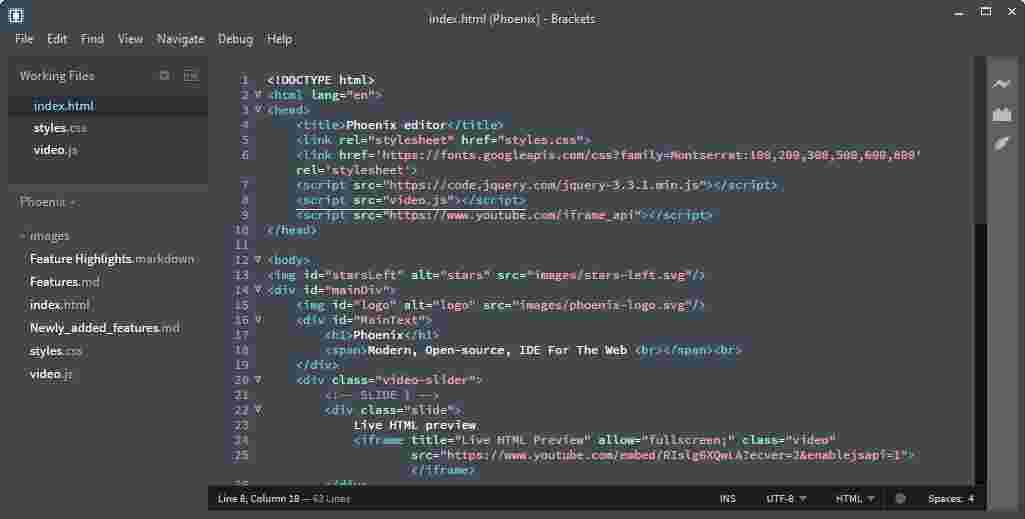 index.html (Phoenix) - Brackets
File Edit Find View Navigate Debug Help
Working Files
index.html
styles.css
video.js
Phoenix
images
Feature Highlights.markdown
Features.md
index.html
Newly_added_features.md
styles.css
video.js
1 <!DOCTYPE html>
2 <html lang="en">
3 <head>
4 <title>Phoenix editor</title>
5 <link rel="stylesheet" href="styles.css">
6 <link href='https://fonts.googleapis.com/css?family=Montserrat:100,200,300,500,600,800'
rel='stylesheet'>
7 <script src="https://code.jquery.com/jquery-3.3.1.min.js"></script>
8 <script src="video.js"></script>
9 <script src="https://www.youtube.com/iframe_api"></script>
10 </head>
11
12 <body>
13 <img id="starsLeft" alt="stars" src="images/stars-left.svg"/>
14 <div id="mainDiv">
15 <img id="logo" alt="logo" src="images/phoenix-logo.svg"/>
16 <div id="MainText">
17 <h1>Phoenix</h1>
18 <span>Modern, Open-source, IDE For The Web <br></span><br>
19 </div>
20 <div class="video-slider">
21 <!-- SLIDE 1 -->
22 <div class="slide">
23 Live HTML preview
24 <iframe title="Live HTML Preview" allow="fullscreen;" class="video"
25 src="https://www.youtube.com/embed/RIslg6XQwLA?ecver=2&enablejsapi=1">
</iframe>
</div>
Line 8, Column 18 — 63 Lines
INS UTF-8 HTML Spaces: 4